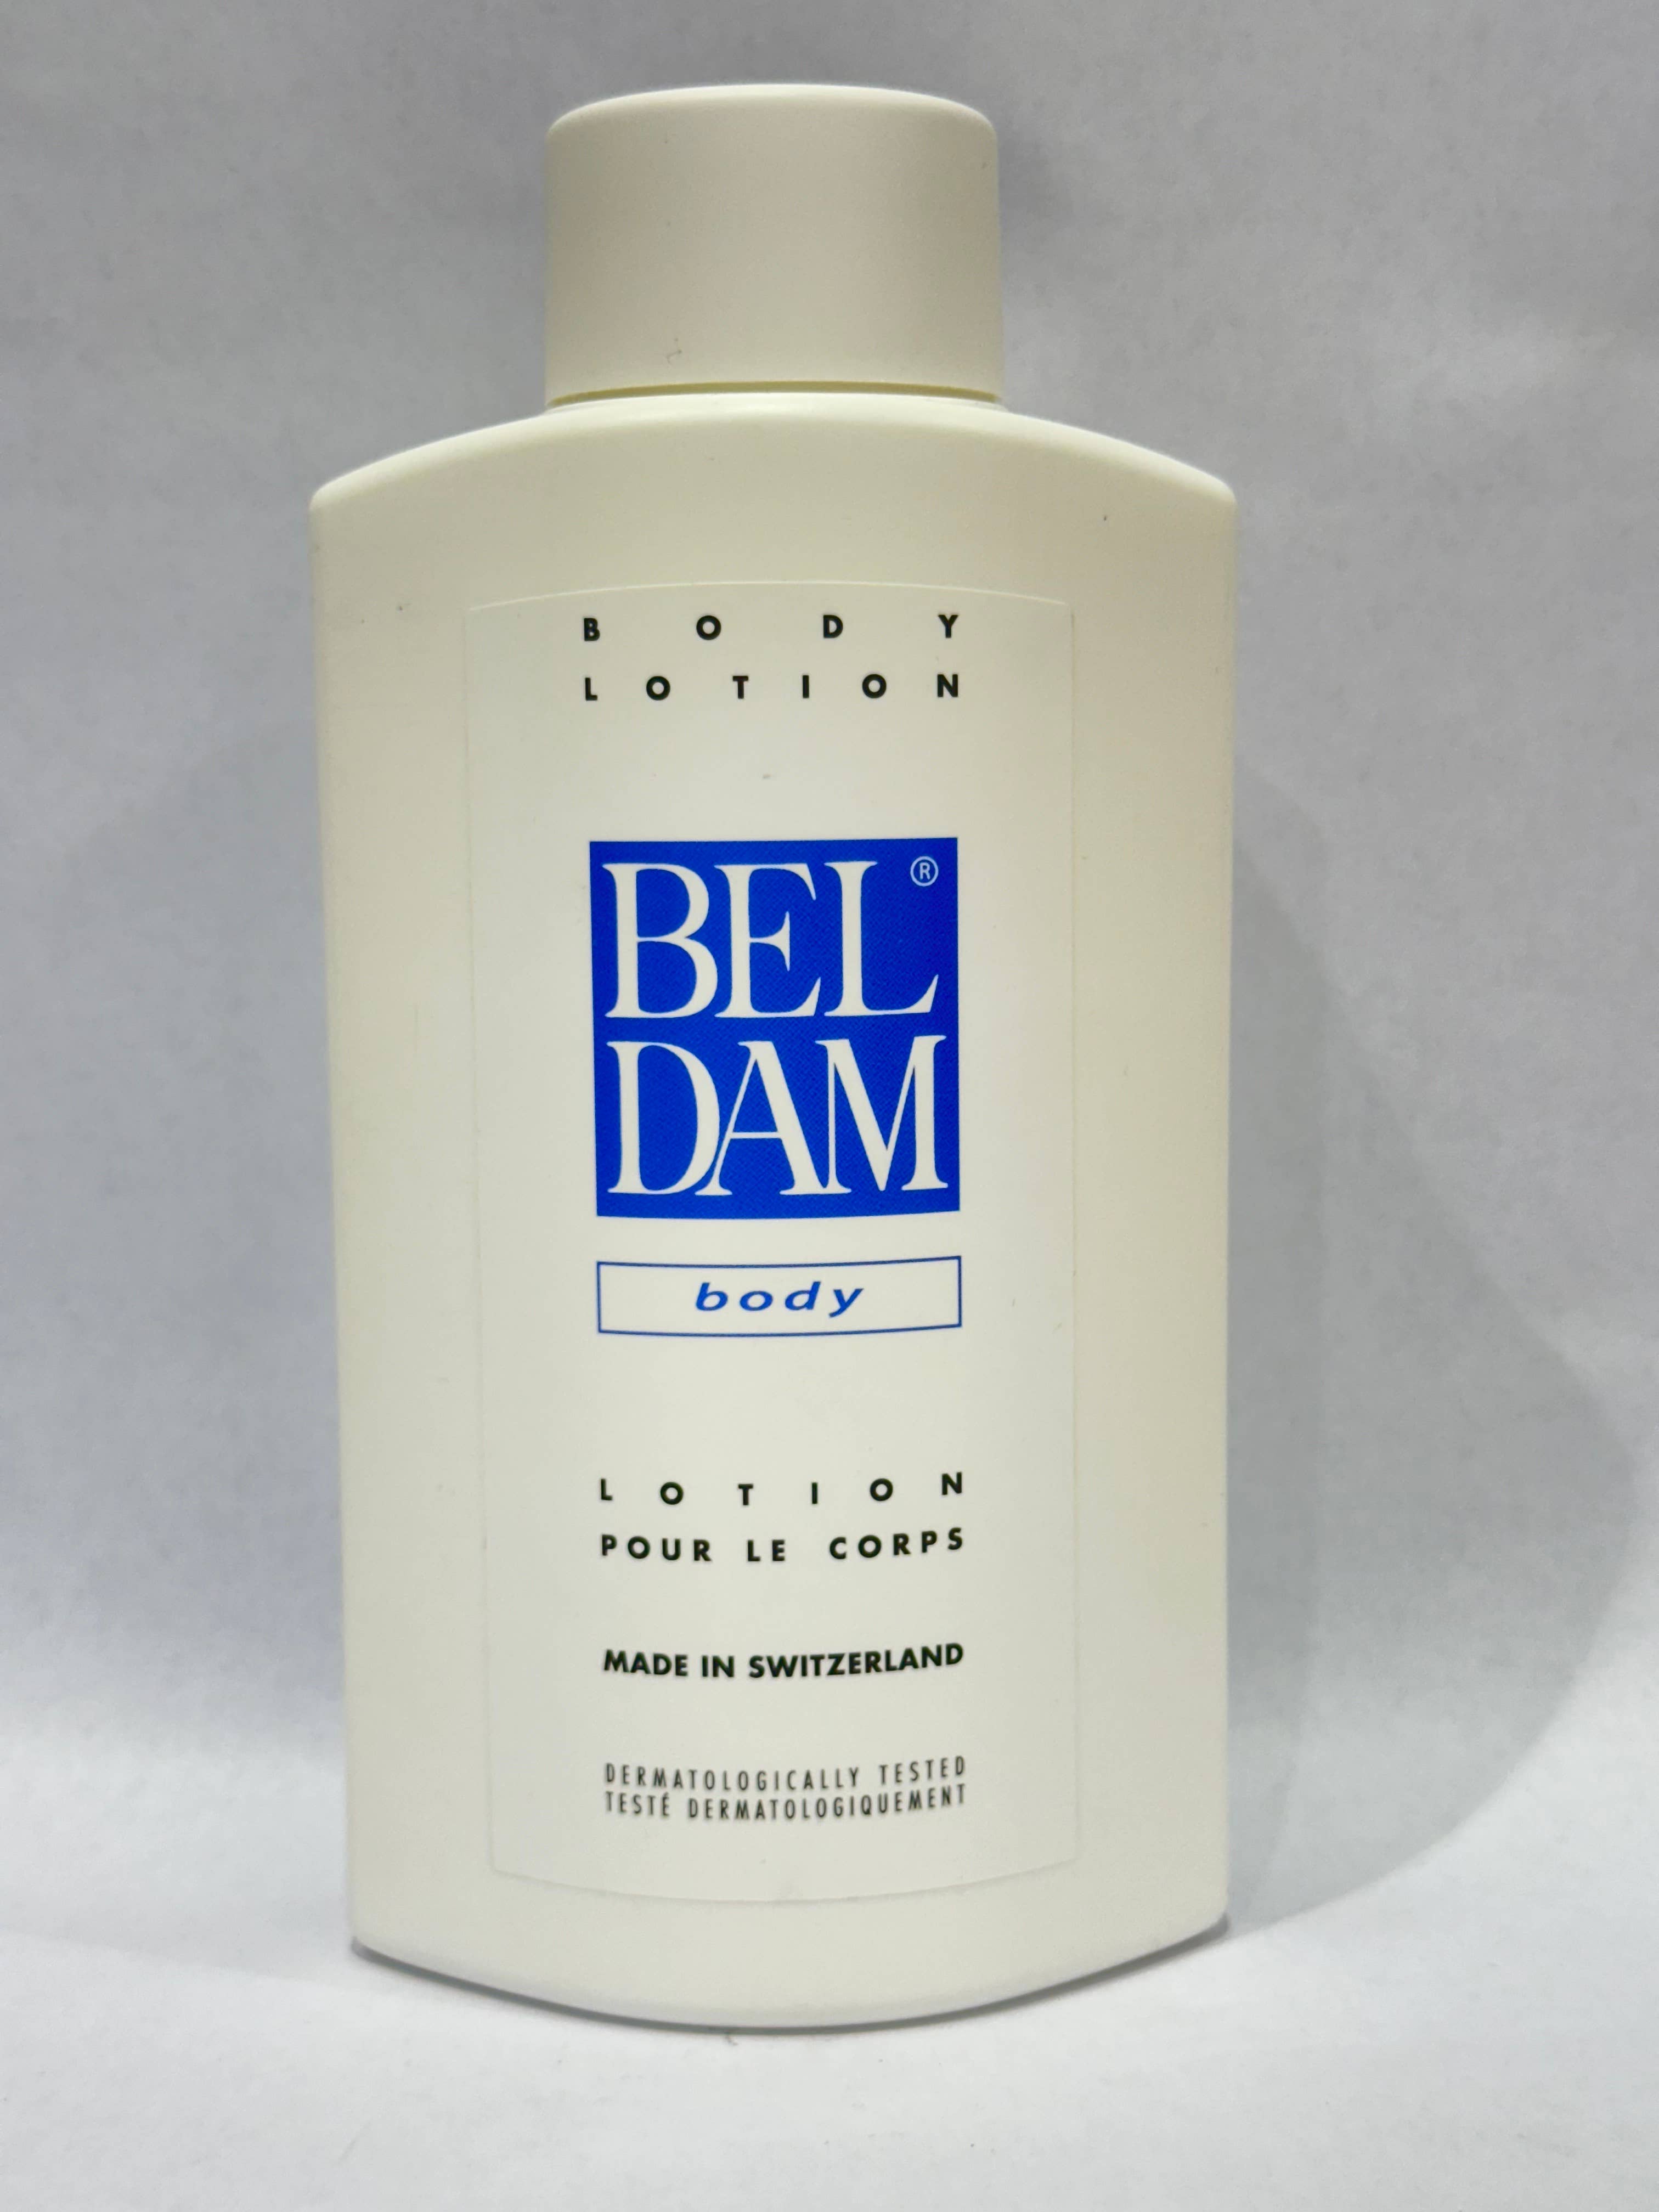 BODY
LOTION
BEL®
DAM
body
LOTION
POUR LE CORPS
MADE IN SWITZERLAND
DERMATOLOGICALLY TESTED
TESTÉ DERMATOLOGIQUEMENT